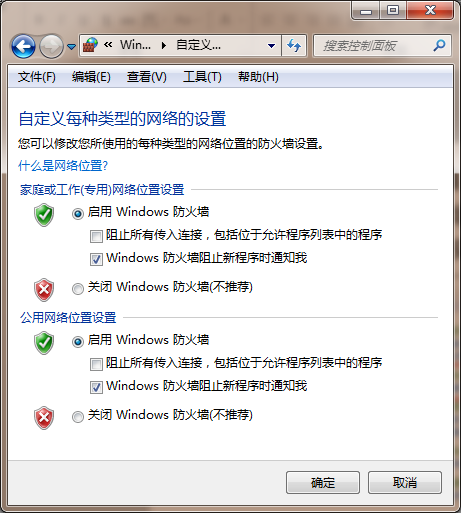 « Win... ▸ 自定义...
搜索控制面板
文件(F) 编辑(E) 查看(V) 工具(T) 帮助(H)
自定义每种类型的网络的设置
您可以修改您所使用的每种类型的网络位置的防火墙设置。
什么是网络位置?
家庭或工作(专用)网络位置设置
启用 Windows 防火墙
阻止所有传入连接，包括位于允许程序列表中的程序
Windows 防火墙阻止新程序时通知我
关闭 Windows 防火墙(不推荐)
公用网络位置设置
启用 Windows 防火墙
阻止所有传入连接，包括位于允许程序列表中的程序
Windows 防火墙阻止新程序时通知我
关闭 Windows 防火墙(不推荐)
确定 取消